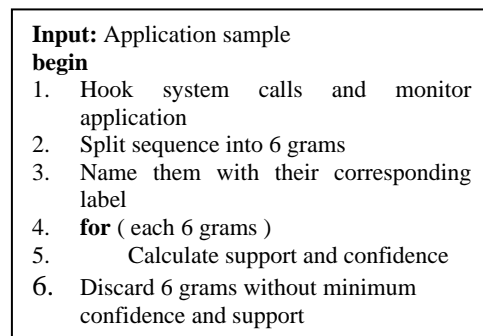 Input: Application sample
begin
1. Hook system calls and monitor
application
2. Split sequence into 6 grams
3. Name them with their corresponding
label
4. for ( each 6 grams )
5. Calculate support and confidence
6. Discard 6 grams without minimum
confidence and support